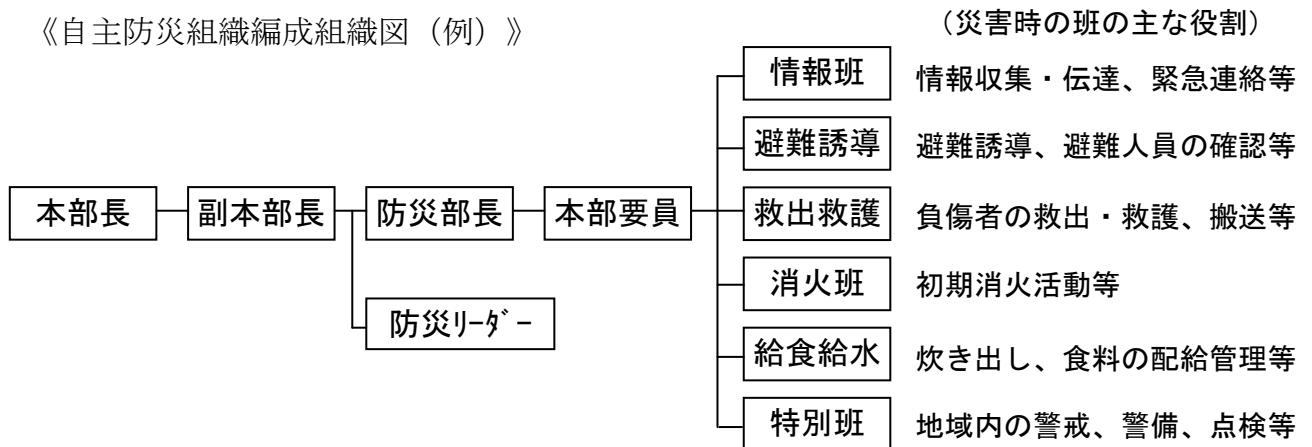 《自主防災組織編成組織図（例）》
（災害時の班の主な役割）
情報班 情報収集・伝達、緊急連絡等
避難誘導 避難誘導、避難人員の確認等
本部長 副本部長 防災部長 本部要員 救出救護 負傷者の救出・救護、搬送等
消火班 初期消火活動等
防災ﾘｰﾀﾞｰ
給食給水 炊き出し、食料の配給管理等
特別班 地域内の警戒、警備、点検等